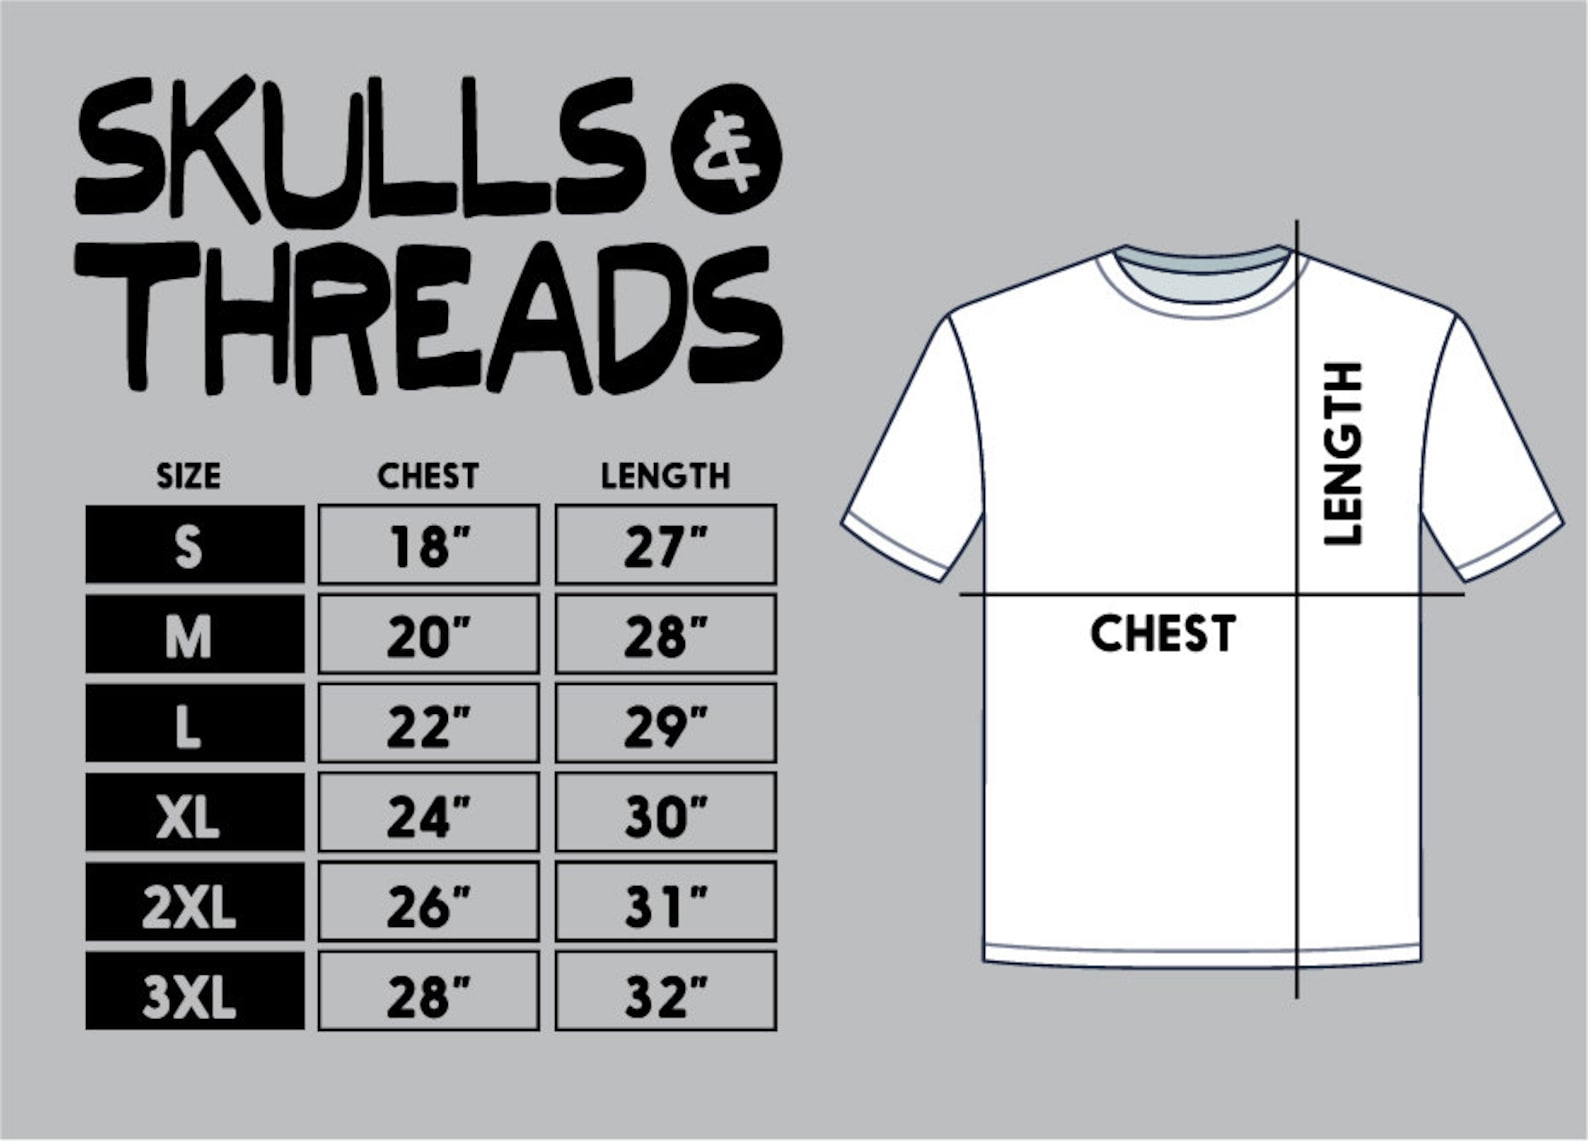 SKULLS &
THREADS
SIZE CHEST LENGTH
S 18" 27"
M 20" 28"
L 22" 29"
XL 24" 30"
2XL 26" 31"
3XL 28" 32"
LENGTH
CHEST